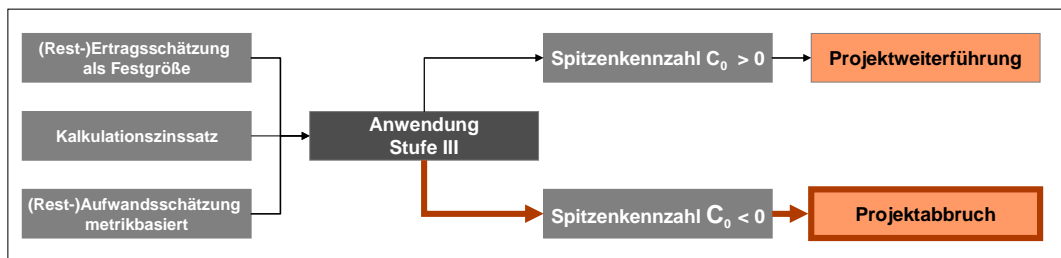 (Rest-)Ertragsschätzung
als Festgröße
Kalkulationszinssatz
(Rest-)Aufwandsschätzung
metrikbasiert
Anwendung
Stufe III
Spitzenkennzahl C₀ > 0
Projektweiterführung
Spitzenkennzahl C₀ < 0
Projektabbruch